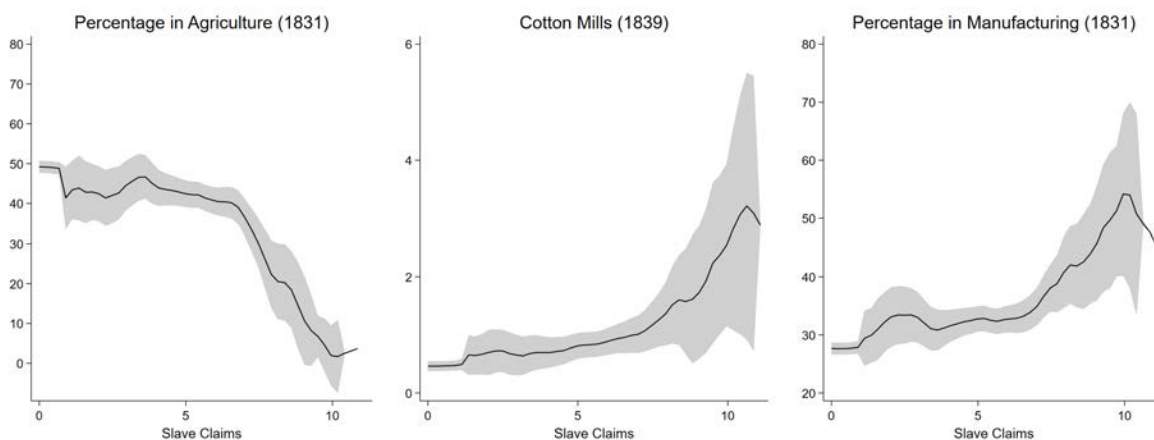 Percentage in Agriculture (1831)
80
70
60
50
40
30
20
10
0
0 5 10
Slave Claims
Cotton Mills (1839)
6
4
2
0
0 5 10
Slave Claims
Percentage in Manufacturing (1831)
80
70
60
50
40
30
20
0 5 10
Slave Claims